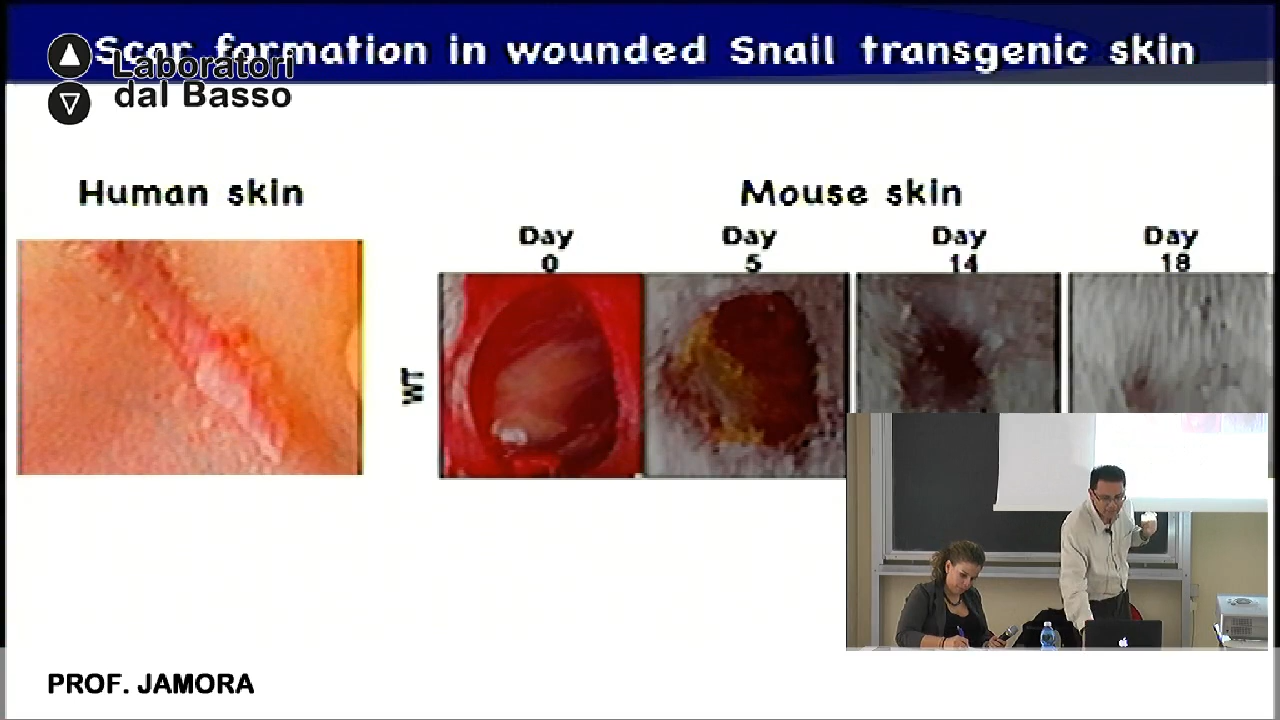 Scar formation in wounded Snail transgenic skin
Laboratori
dal Basso
Human skin
Mouse skin
Day
0
Day
5
Day
14
Day
18
WT
PROF. JAMORA